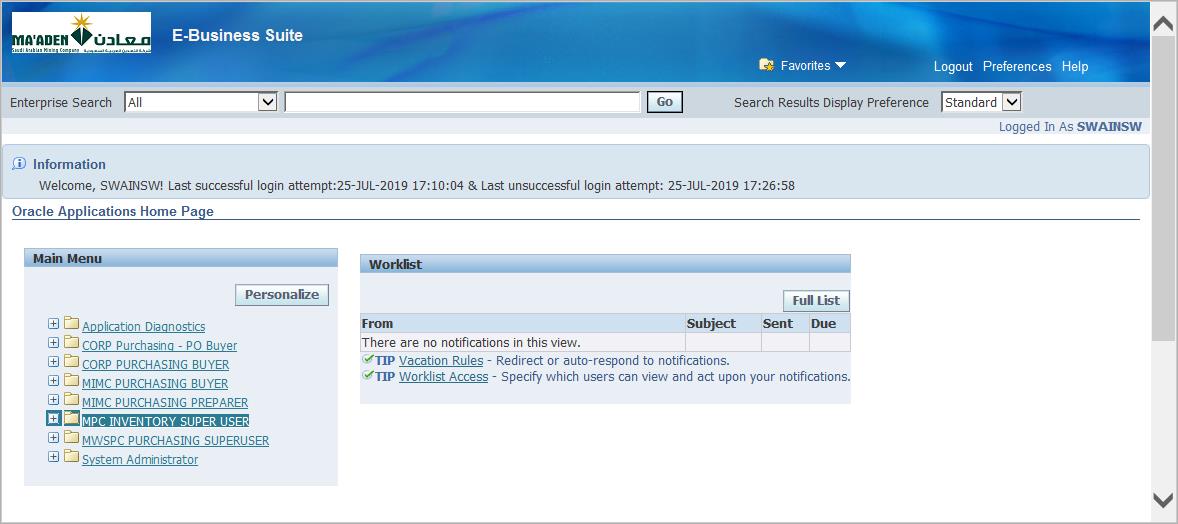 MA'ADEN معادن
Saudi Arabian Mining Company شركة التعدين العربية السعودية
E-Business Suite
Favorites
Logout Preferences Help
Enterprise Search All Go Search Results Display Preference Standard
Logged In As SWAINSW
Information
Welcome, SWAINSW! Last successful login attempt:25-JUL-2019 17:10:04 & Last unsuccessful login attempt: 25-JUL-2019 17:26:58
Oracle Applications Home Page
Main Menu
Personalize
Application Diagnostics
CORP Purchasing - PO Buyer
CORP PURCHASING BUYER
MIMC PURCHASING BUYER
MIMC PURCHASING PREPARER
MPC INVENTORY SUPER USER
MWSPC PURCHASING SUPERUSER
System Administrator
Worklist
Full List
From Subject Sent Due
There are no notifications in this view.
TIP Vacation Rules - Redirect or auto-respond to notifications.
TIP Worklist Access - Specify which users can view and act upon your notifications.